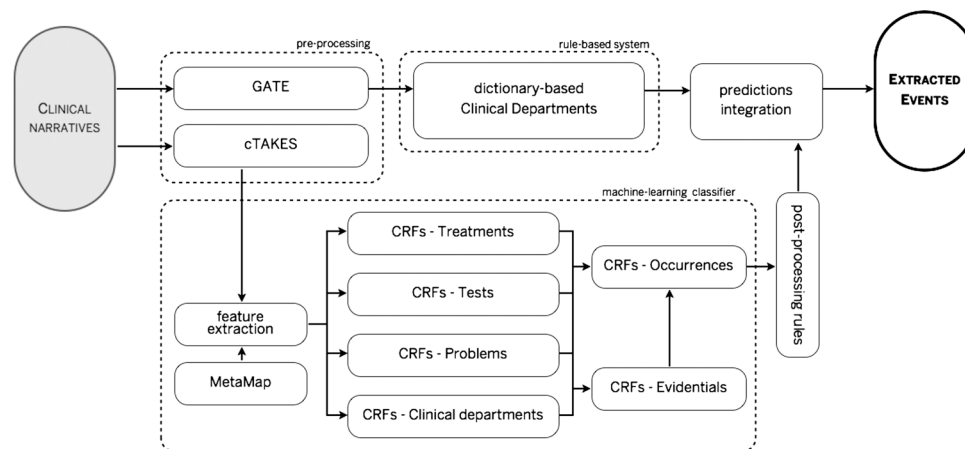 pre-processing
rule-based system
CLINICAL
NARRATIVES
GATE
cTAKES
dictionary-based
Clinical Departments
predictions
integration
EXTRACTED
EVENTS
machine-learning classifier
CRFs - Treatments
CRFs - Tests
CRFs - Problems
CRFs - Clinical departments
feature
extraction
MetaMap
CRFs - Occurrences
CRFs - Evidentials
post-processing rules